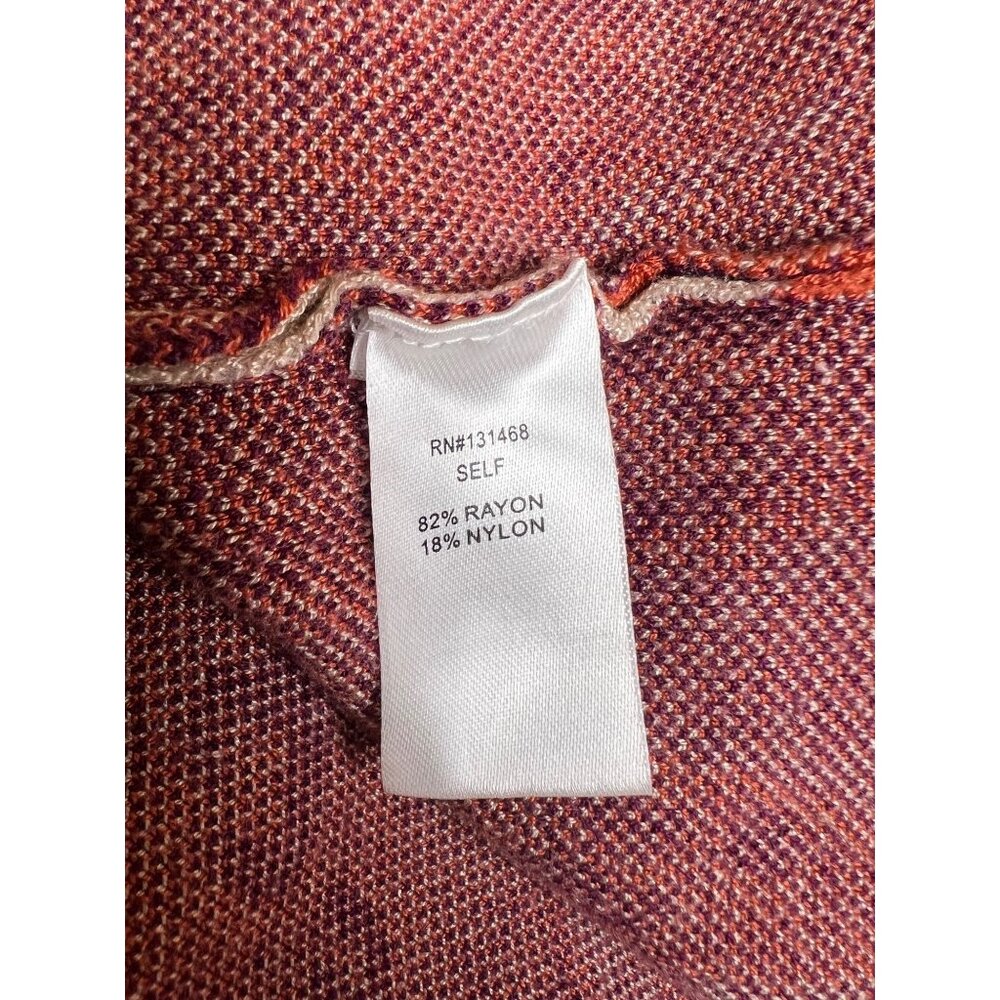 RN#131468
SELF
82% RAYON
18% NYLON